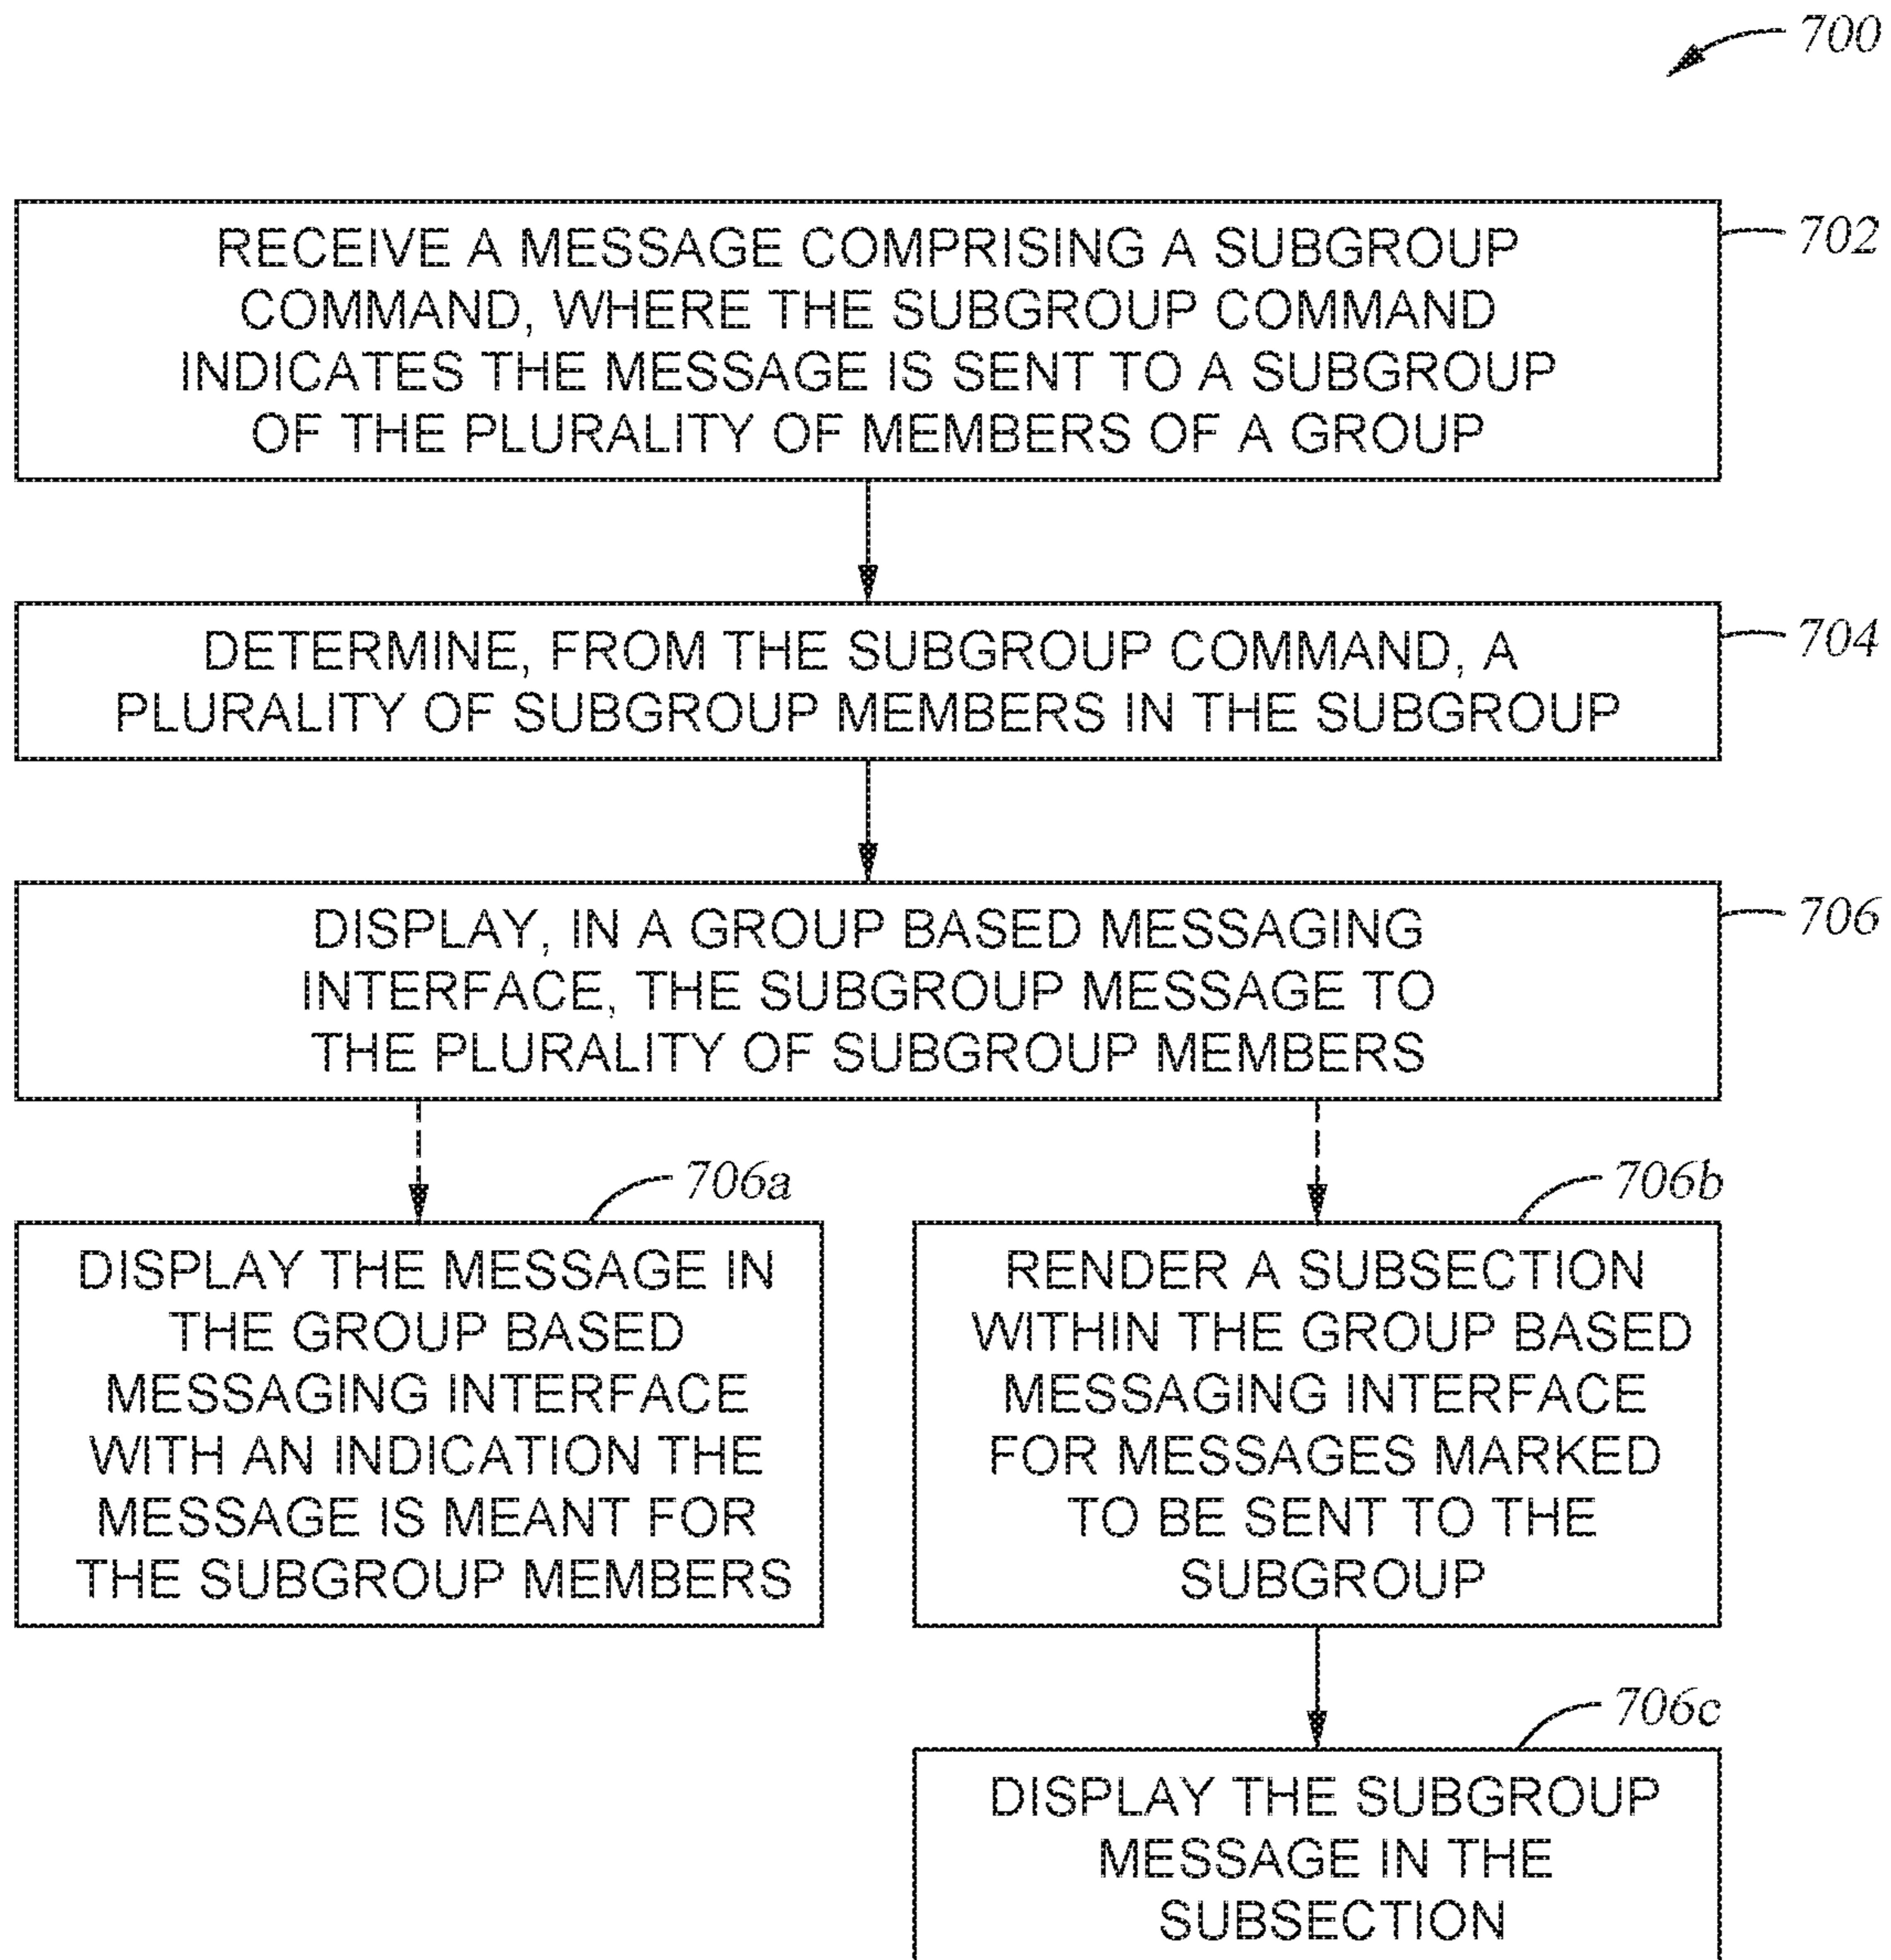 700
RECEIVE A MESSAGE COMPRISING A SUBGROUP
COMMAND, WHERE THE SUBGROUP COMMAND
INDICATES THE MESSAGE IS SENT TO A SUBGROUP
OF THE PLURALITY OF MEMBERS OF A GROUP
702
DETERMINE, FROM THE SUBGROUP COMMAND, A
PLURALITY OF SUBGROUP MEMBERS IN THE SUBGROUP
704
DISPLAY, IN A GROUP BASED MESSAGING
INTERFACE, THE SUBGROUP MESSAGE TO
THE PLURALITY OF SUBGROUP MEMBERS
706
706a
DISPLAY THE MESSAGE IN
THE GROUP BASED
MESSAGING INTERFACE
WITH AN INDICATION THE
MESSAGE IS MEANT FOR
THE SUBGROUP MEMBERS
706b
RENDER A SUBSECTION
WITHIN THE GROUP BASED
MESSAGING INTERFACE
FOR MESSAGES MARKED
TO BE SENT TO THE
SUBGROUP
706c
DISPLAY THE SUBGROUP
MESSAGE IN THE
SUBSECTION